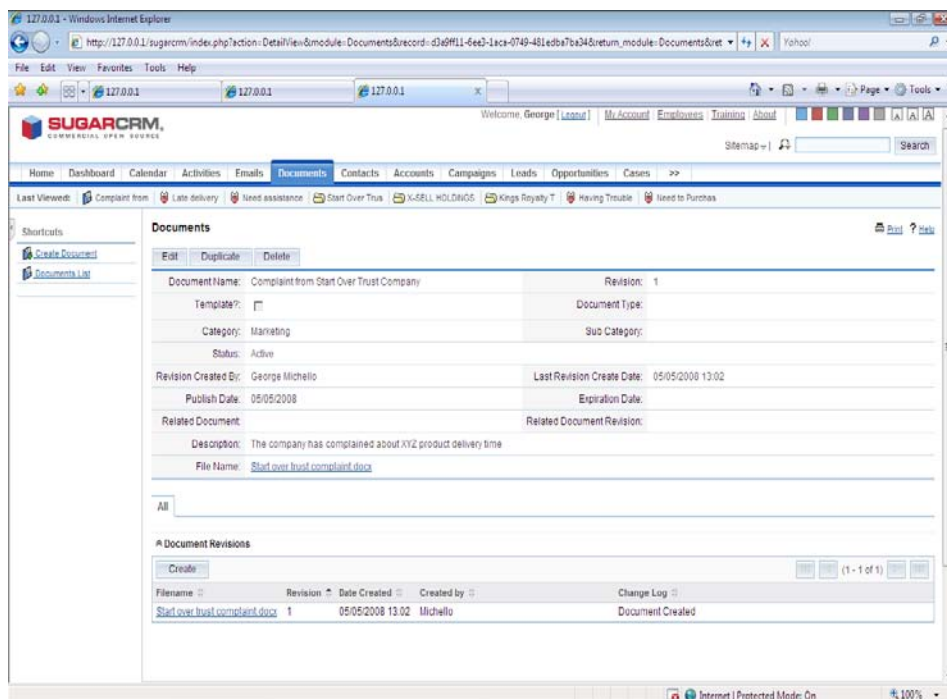 127.0.0.1 - Windows Internet Explorer
http://127.0.0.1/sugarcrm/index.php?action=DetailView&module=Documents&record=d3a9ff11-6ee3-1aca-0749-481edba7ba34&return_module=Documents&ret
Yahoo!
File Edit View Favorites Tools Help
127.0.0.1 127.0.0.1 127.0.0.1 x Page Tools
SUGARCRM.
COMMERCIAL OPEN SOURCE
Welcome, George [ Logout ] My Account Employees Training About A A A
Sitemap Search
Home Dashboard Calendar Activities Emails Documents Contacts Accounts Campaigns Leads Opportunities Cases >>
Last Viewed: Complaint from Late delivery Need assistance Start Over Trus X-SELL HOLDINGS Kings Royalty T Having Trouble Need to Purchas
Shortcuts
Create Document
Documents List
Documents
Print ? Help
Edit Duplicate Delete
Document Name: Complaint from Start Over Trust Company Revision: 1
Template?: Document Type:
Category: Marketing Sub Category:
Status: Active
Revision Created By: George Michello Last Revision Create Date: 05/05/2008 13:02
Publish Date: 05/05/2008 Expiration Date:
Related Document: Related Document Revision:
Description: The company has complained about XYZ product delivery time
File Name: Start over trust complaint.docx
All
Document Revisions
Create (1 - 1 of 1)
Filename Revision Date Created Created by Change Log
Start over trust complaint.docx 1 05/05/2008 13:02 Michello Document Created
Internet | Protected Mode: On 100%